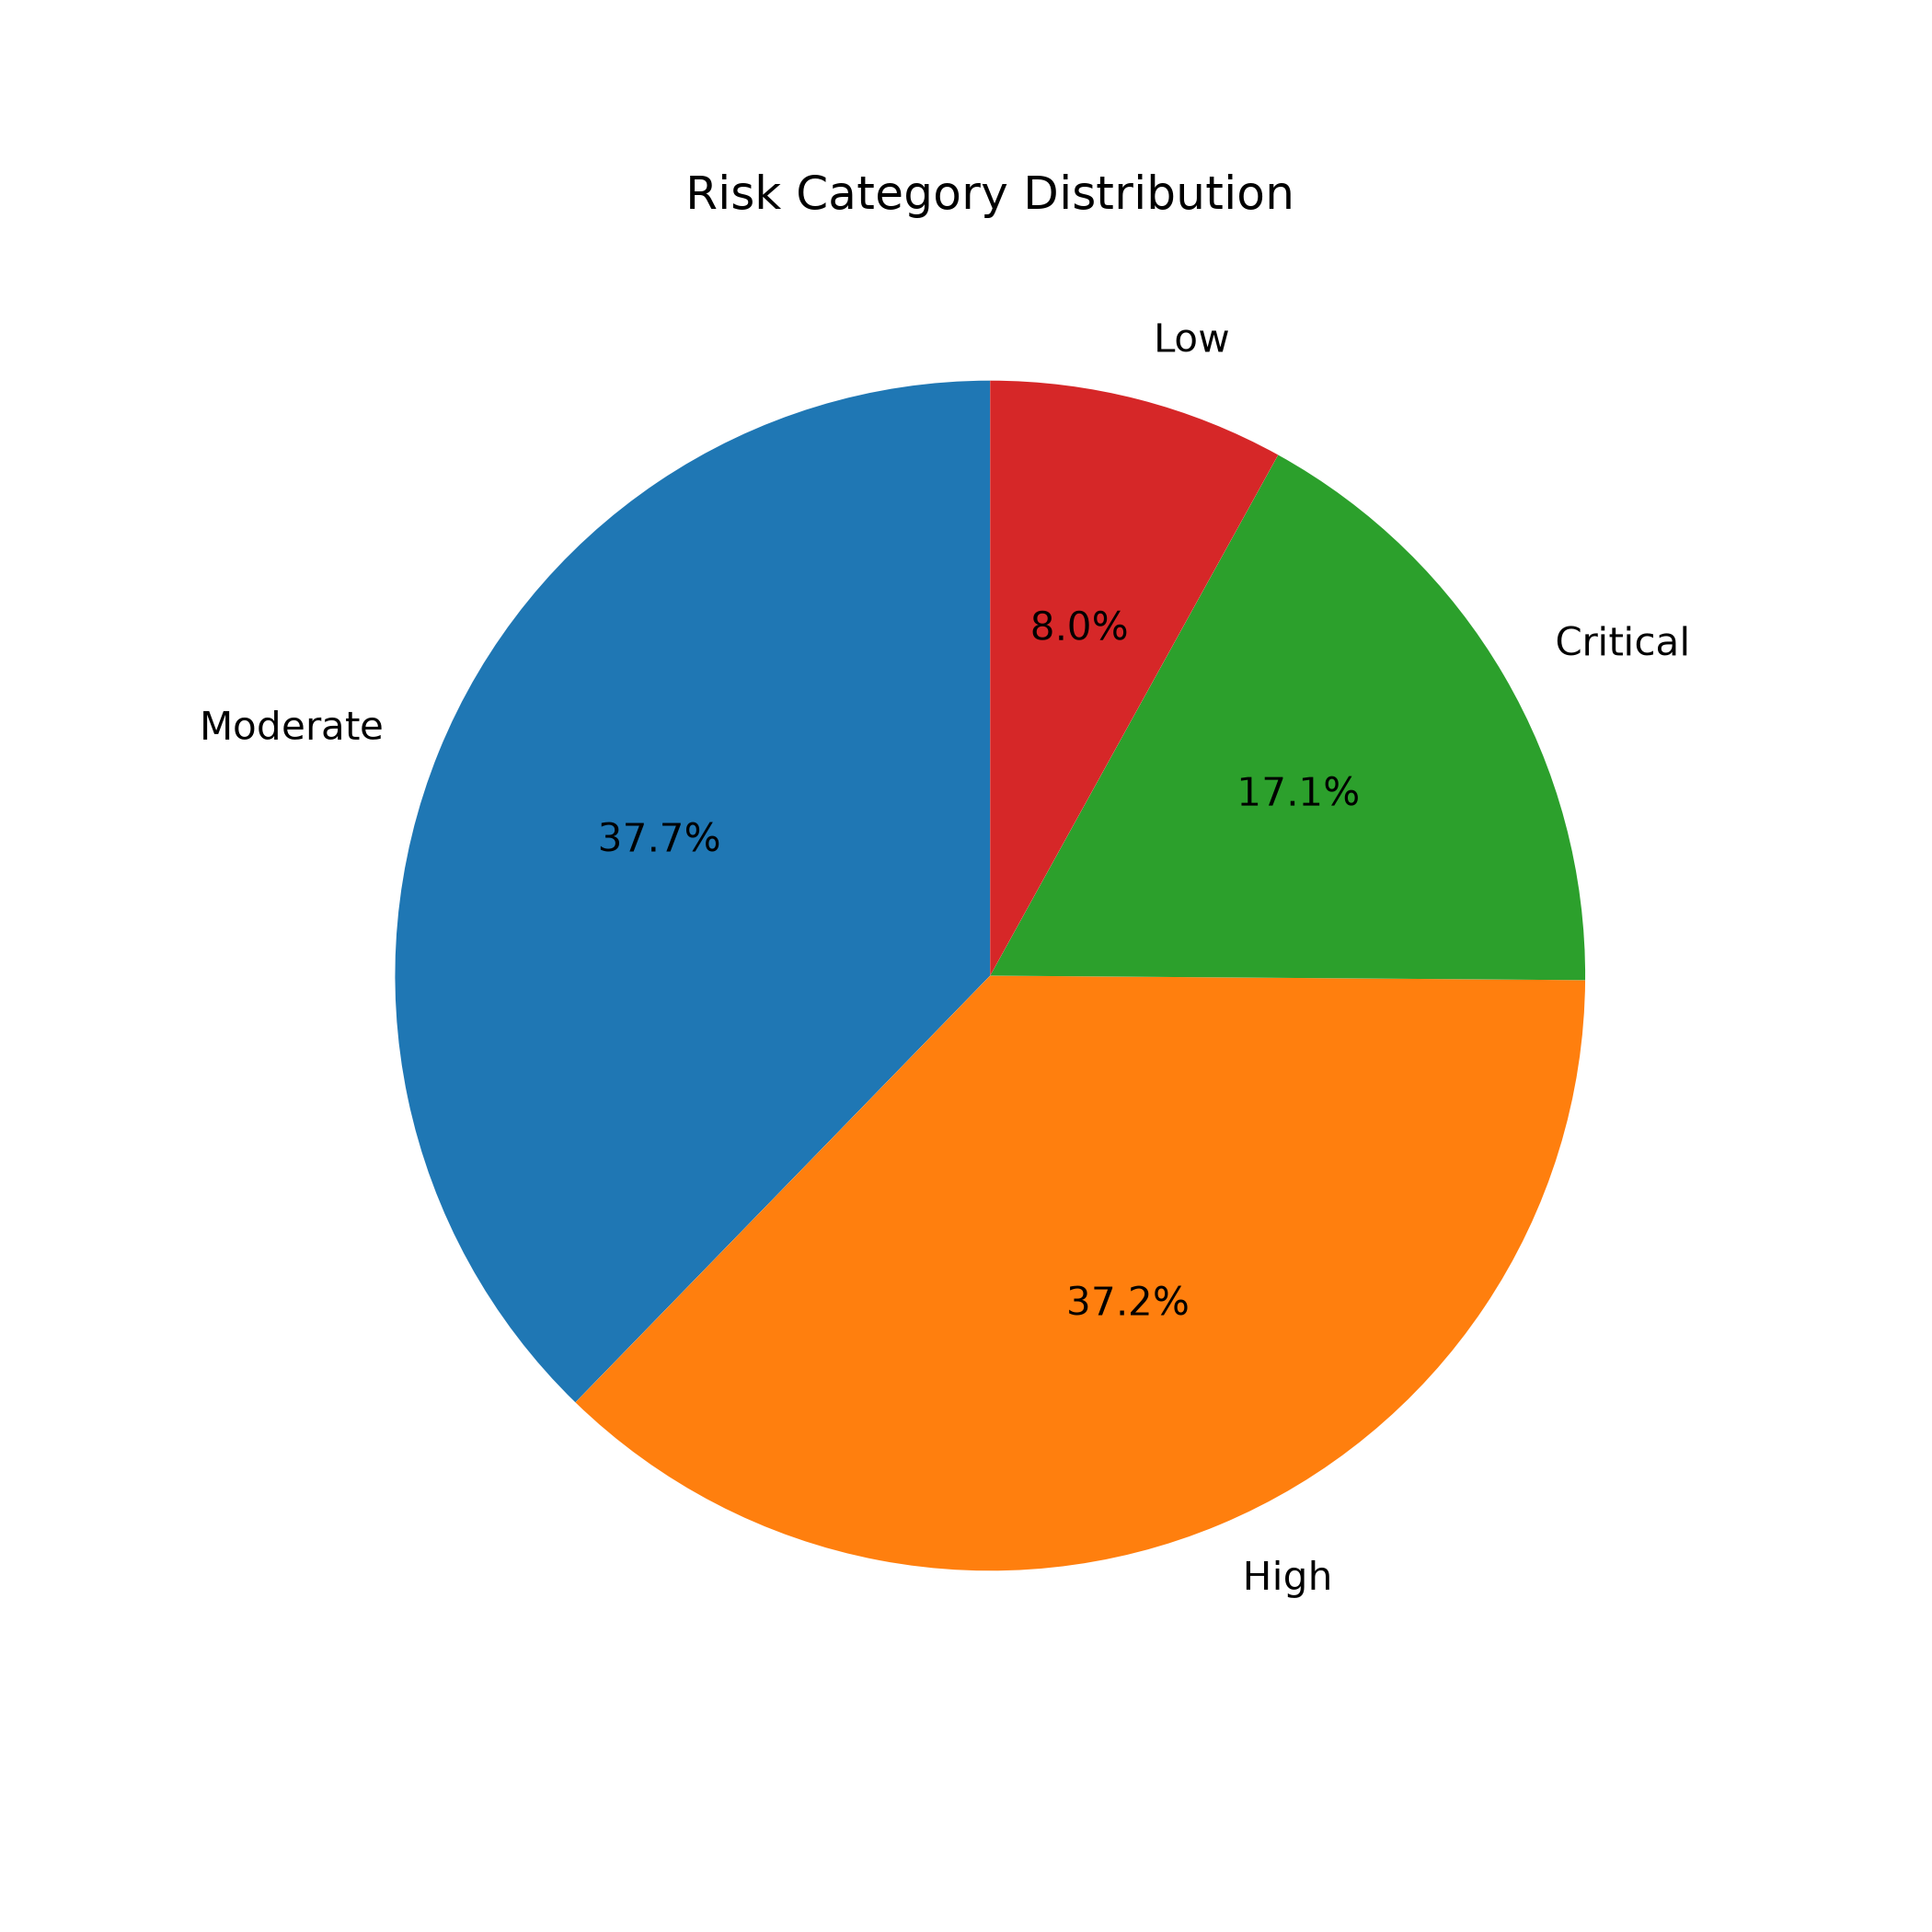 Risk Category Distribution
Low
8.0%
Critical
17.1%
Moderate
37.7%
37.2%
High